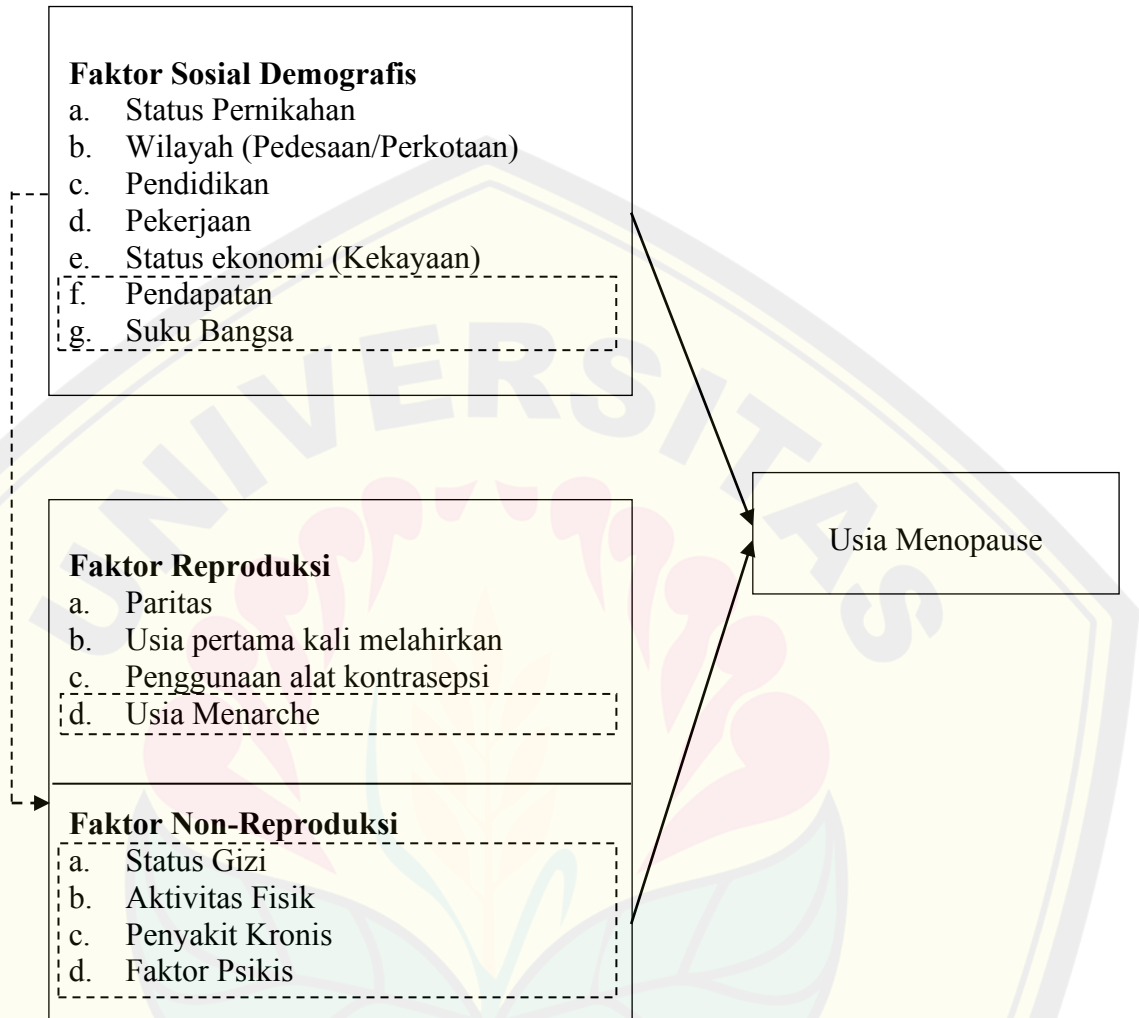 Faktor Sosial Demografis
a. Status Pernikahan
b. Wilayah (Pedesaan/Perkotaan)
c. Pendidikan
d. Pekerjaan
e. Status ekonomi (Kekayaan)
f. Pendapatan
g. Suku Bangsa
UNIVERSITAS
Usia Menopause
Faktor Reproduksi
a. Paritas
b. Usia pertama kali melahirkan
c. Penggunaan alat kontrasepsi
d. Usia Menarche
Faktor Non-Reproduksi
a. Status Gizi
b. Aktivitas Fisik
c. Penyakit Kronis
d. Faktor Psikis